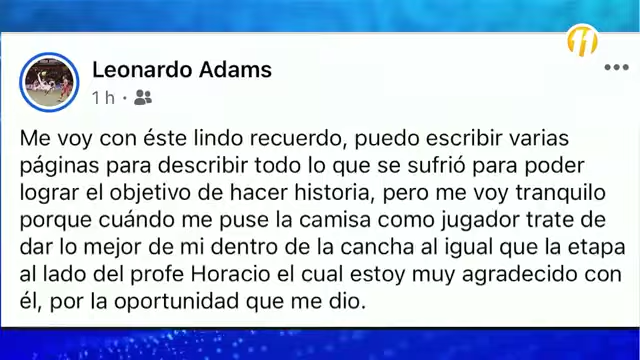 11
Leonardo Adams
1 h ·
Me voy con éste lindo recuerdo, puedo escribir varias
páginas para describir todo lo que se sufrió para poder
lograr el objetivo de hacer historia, pero me voy tranquilo
porque cuándo me puse la camisa como jugador trate de
dar lo mejor de mi dentro de la cancha al igual que la etapa
al lado del profe Horacio el cual estoy muy agradecido con
él, por la oportunidad que me dio.